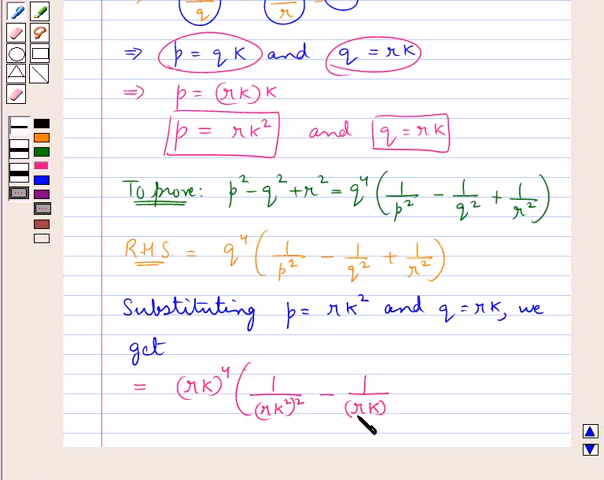 q r
⇒ p = qk and q = rk
⇒ p = (rk)k
p = rk² and q = rk
To prove: p² - q² + r² = q⁴ (1/p² - 1/q² + 1/r²)
RHS = q⁴ (1/p² - 1/q² + 1/r²)
Substituting p = rk² and q = rk, we
get
= (rk)⁴ (1/(rk²)² - 1/(rk)